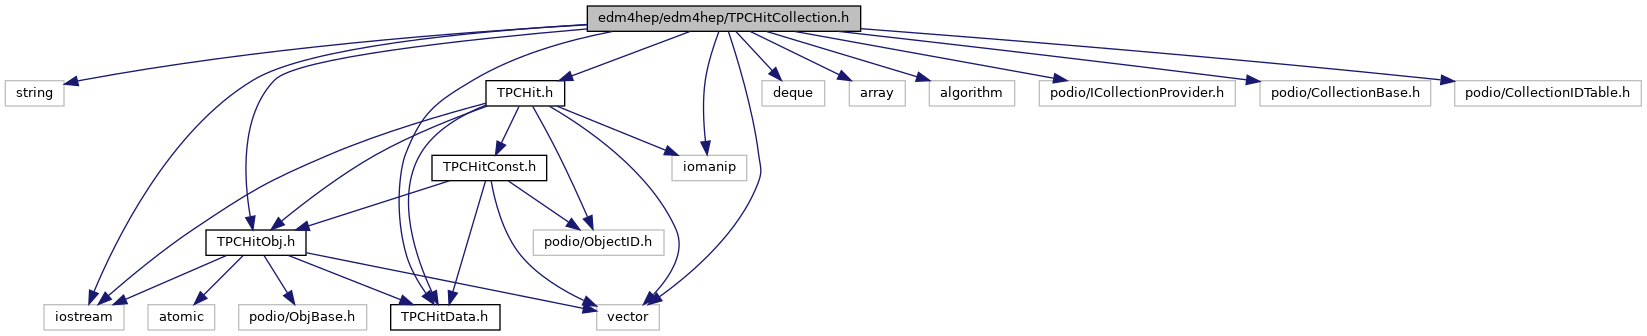 edm4hep/edm4hep/TPCHitCollection.h
string
TPCHit.h
deque
array
algorithm
podio/ICollectionProvider.h
podio/CollectionBase.h
podio/CollectionIDTable.h
TPCHitConst.h
iomanip
TPCHitObj.h
podio/ObjectID.h
iostream
atomic
podio/ObjBase.h
TPCHitData.h
vector